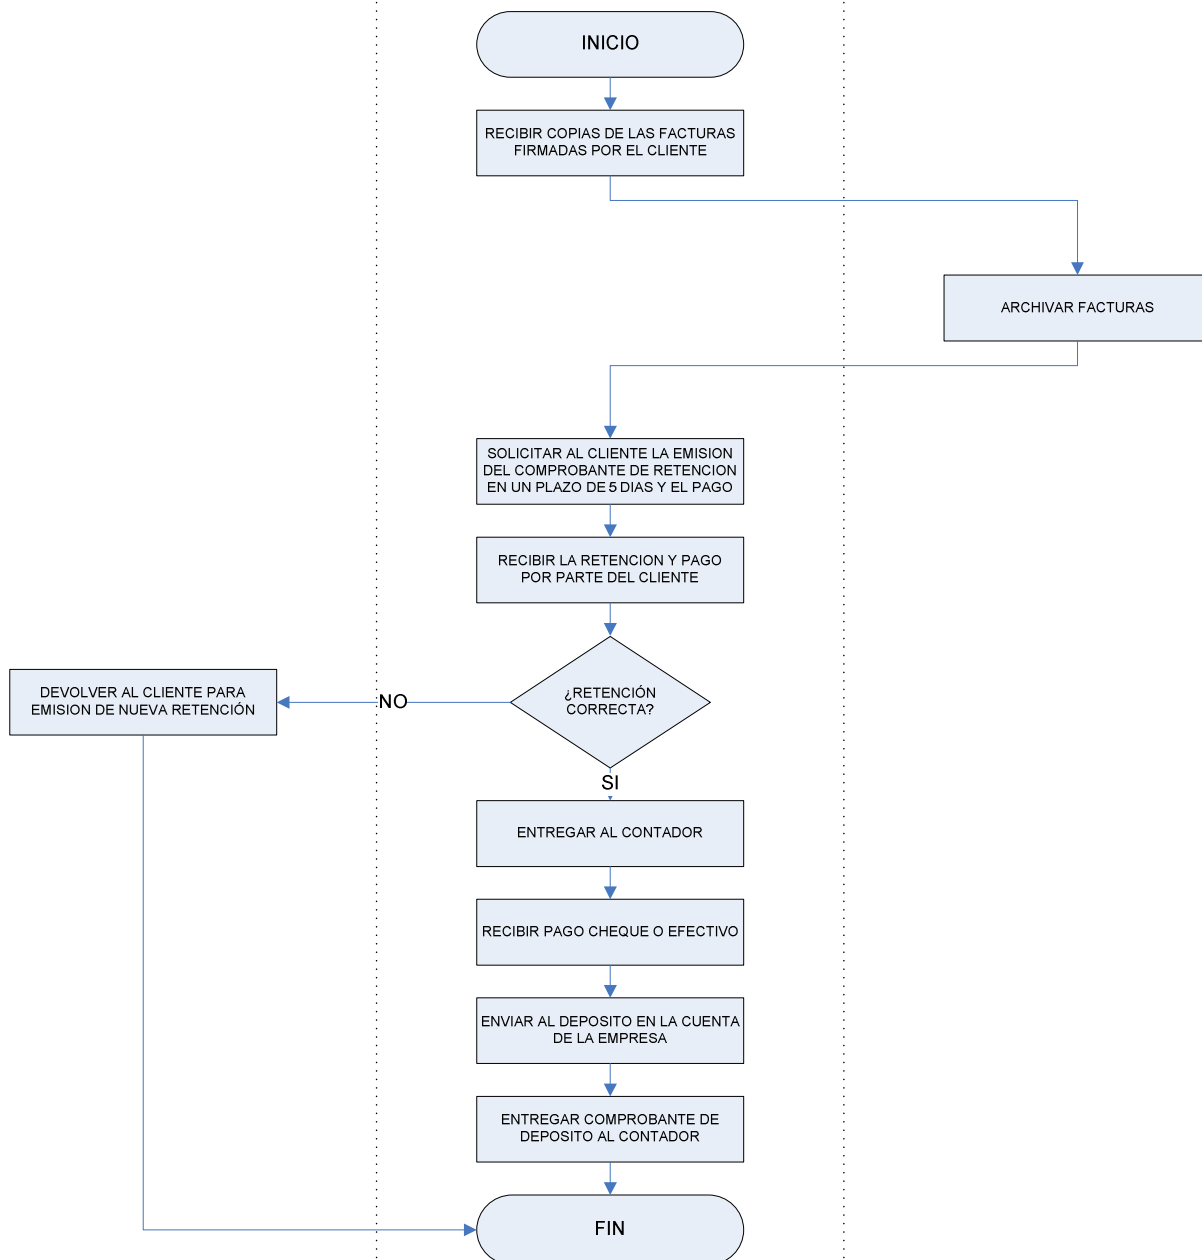 INICIO
RECIBIR COPIAS DE LAS FACTURAS
FIRMADAS POR EL CLIENTE
ARCHIVAR FACTURAS
SOLICITAR AL CLIENTE LA EMISION
DEL COMPROBANTE DE RETENCION
EN UN PLAZO DE 5 DIAS Y EL PAGO
RECIBIR LA RETENCION Y PAGO
POR PARTE DEL CLIENTE
¿RETENCIÓN
CORRECTA?
NO
DEVOLVER AL CLIENTE PARA
EMISION DE NUEVA RETENCIÓN
SI
ENTREGAR AL CONTADOR
RECIBIR PAGO CHEQUE O EFECTIVO
ENVIAR AL DEPOSITO EN LA CUENTA
DE LA EMPRESA
ENTREGAR COMPROBANTE DE
DEPOSITO AL CONTADOR
FIN